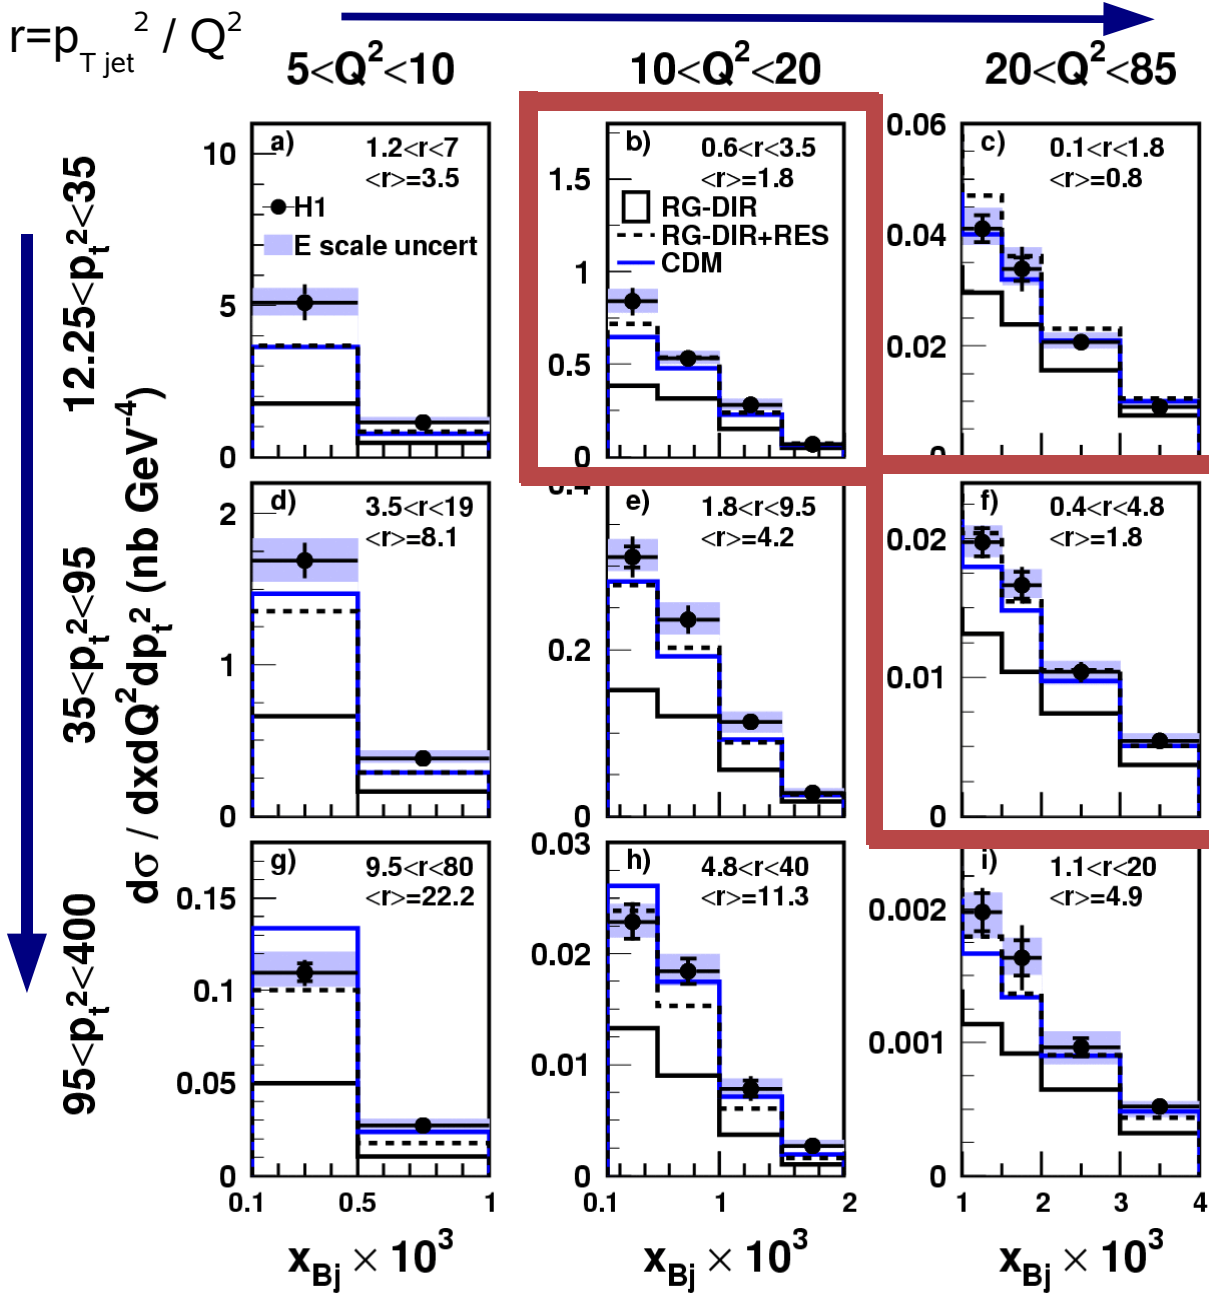 r=p_{T jet}^2 / Q^2
5<Q^2<10
10<Q^2<20
20<Q^2<85
12.25<p_t^2<35
35<p_t^2<95
95<p_t^2<400
dσ / dxdQ^2dp_t^2 (nb GeV^-4)
a)
1.2<r<7
<r>=3.5
H1
E scale uncert
10
5
0
b)
0.6<r<3.5
<r>=1.8
RG-DIR
RG-DIR+RES
CDM
1.5
1
0.5
0
c)
0.1<r<1.8
<r>=0.8
0.06
0.04
0.02
d)
3.5<r<19
<r>=8.1
2
1
0
e)
1.8<r<9.5
<r>=4.2
0.2
0
f)
0.4<r<4.8
<r>=1.8
0.02
0.01
0
g)
9.5<r<80
<r>=22.2
0.15
0.1
0.05
0
0.1 0.5 1
h)
4.8<r<40
<r>=11.3
0.03
0.02
0.01
0
0.1 1 2
i)
1.1<r<20
<r>=4.9
0.002
0.001
0
1 2 3 4
x_Bj × 10^3
x_Bj × 10^3
x_Bj × 10^3